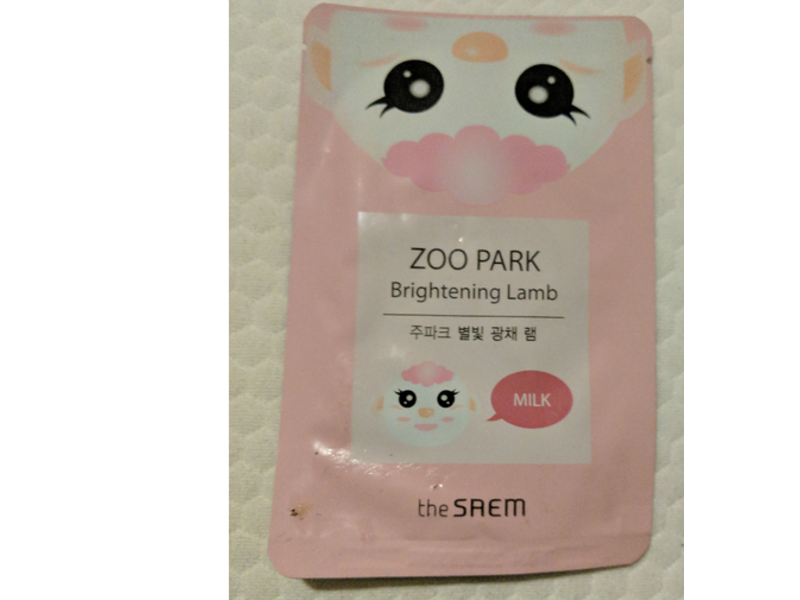 ZOO PARK
Brightening Lamb
주파크 별빛 광채 램
MILK
the SAEM